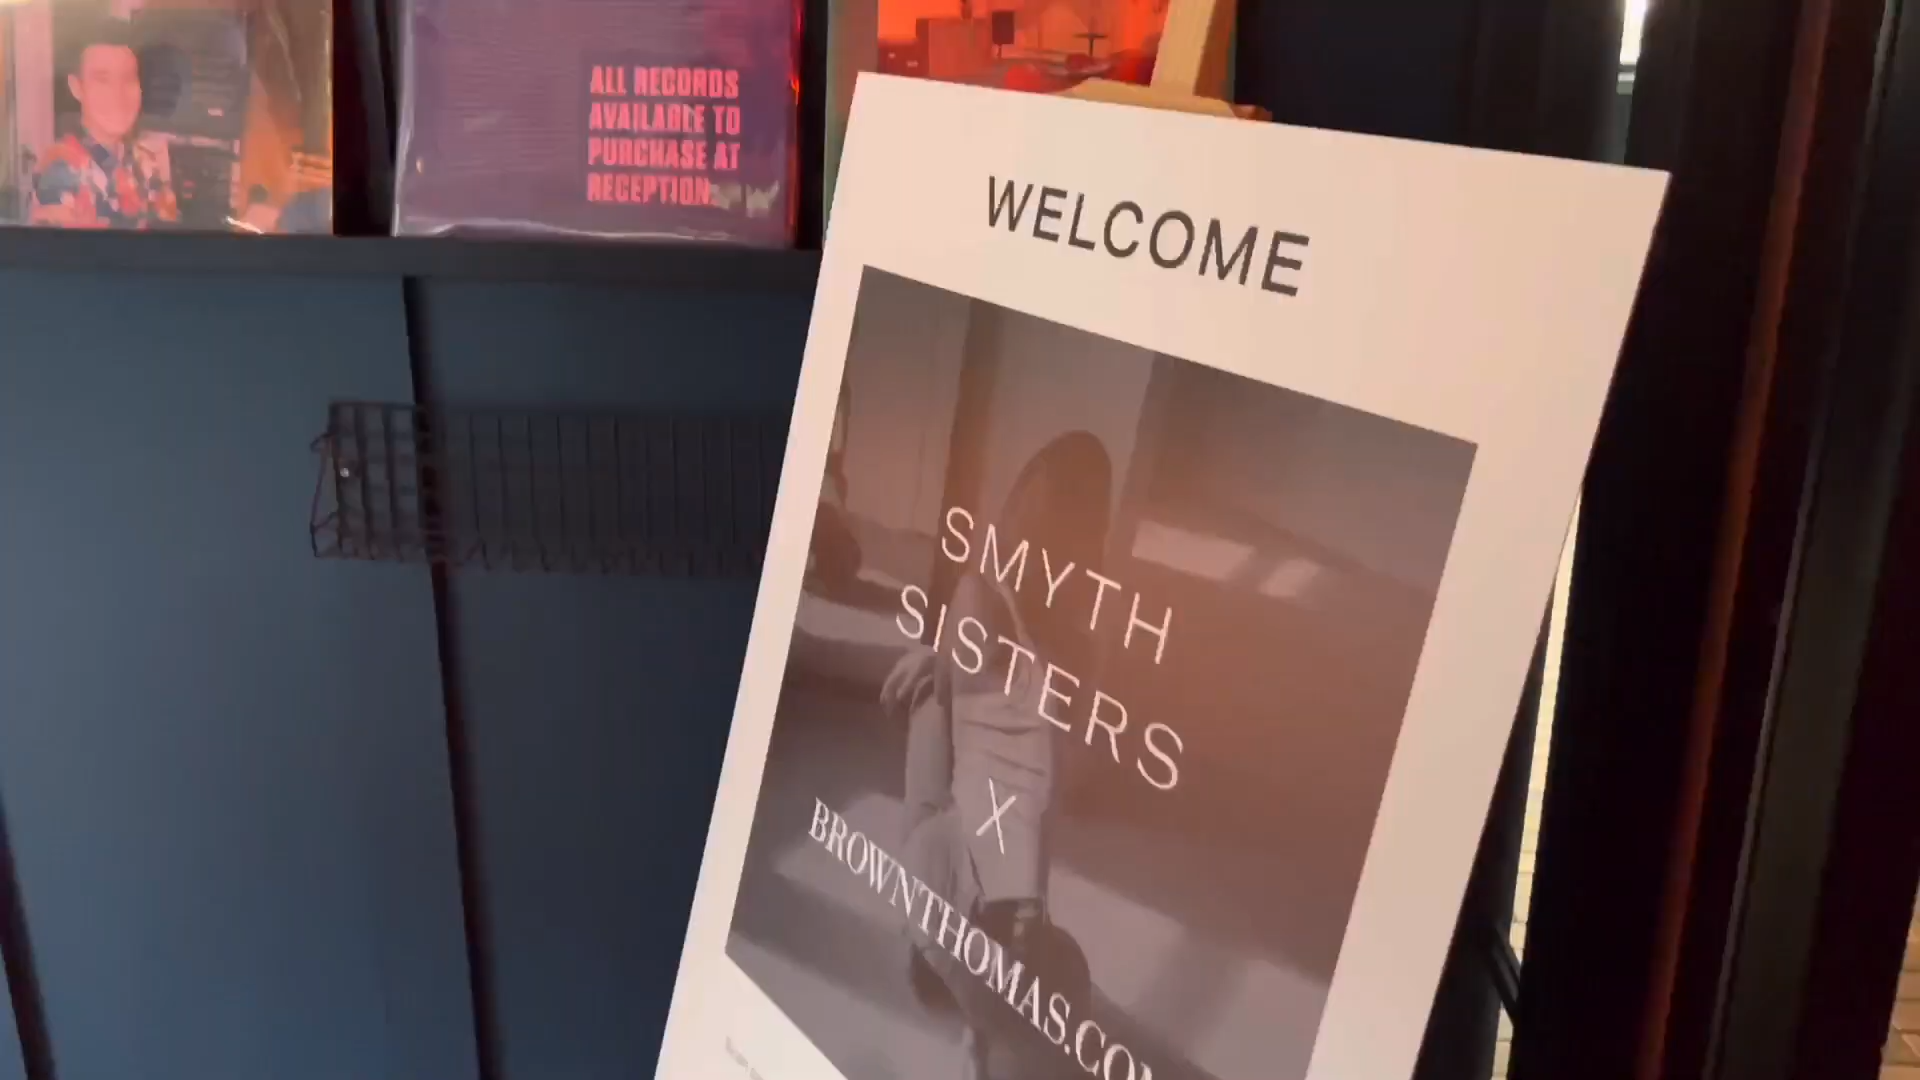 ALL RECORDS
AVAILABLE TO
PURCHASE AT
RECEPTION.
WELCOME
SMYTH
SISTERS
X
BROWNTHOMAS.COM